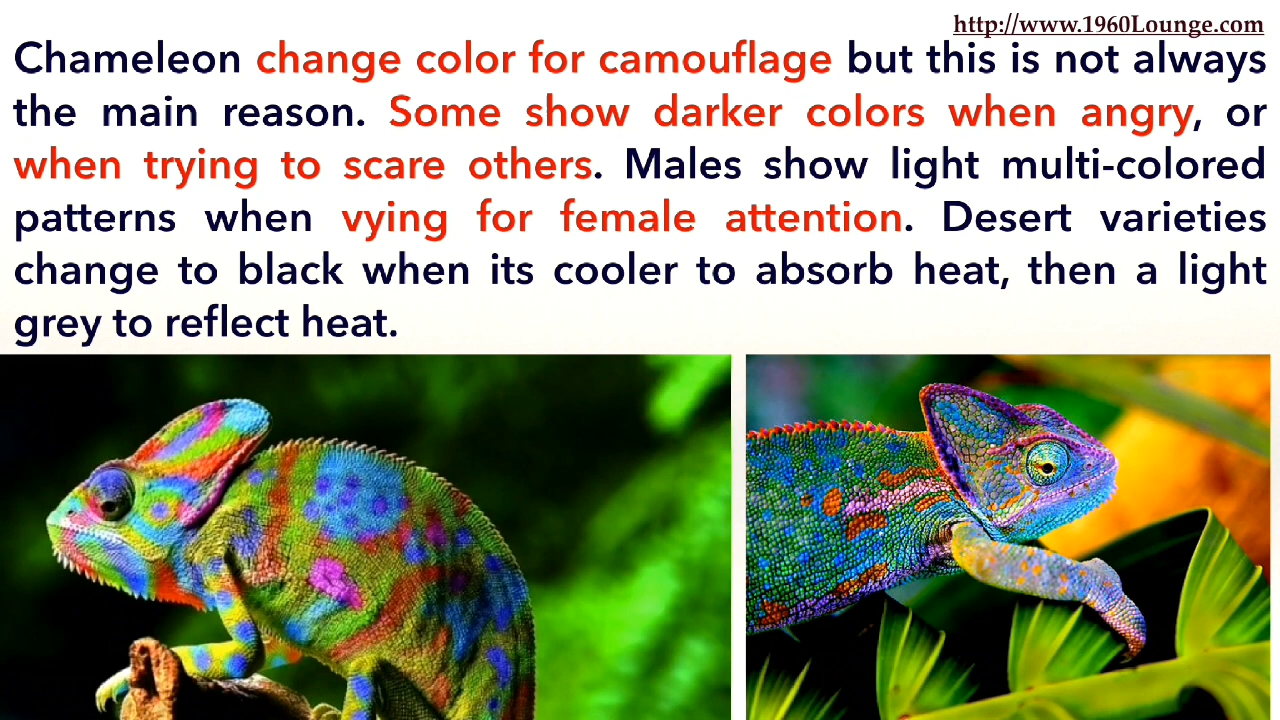 http://www.1960Lounge.com
Chameleon change color for camouflage but this is not always
the main reason. Some show darker colors when angry, or
when trying to scare others. Males show light multi-colored
patterns when vying for female attention. Desert varieties
change to black when its cooler to absorb heat, then a light
grey to reflect heat.